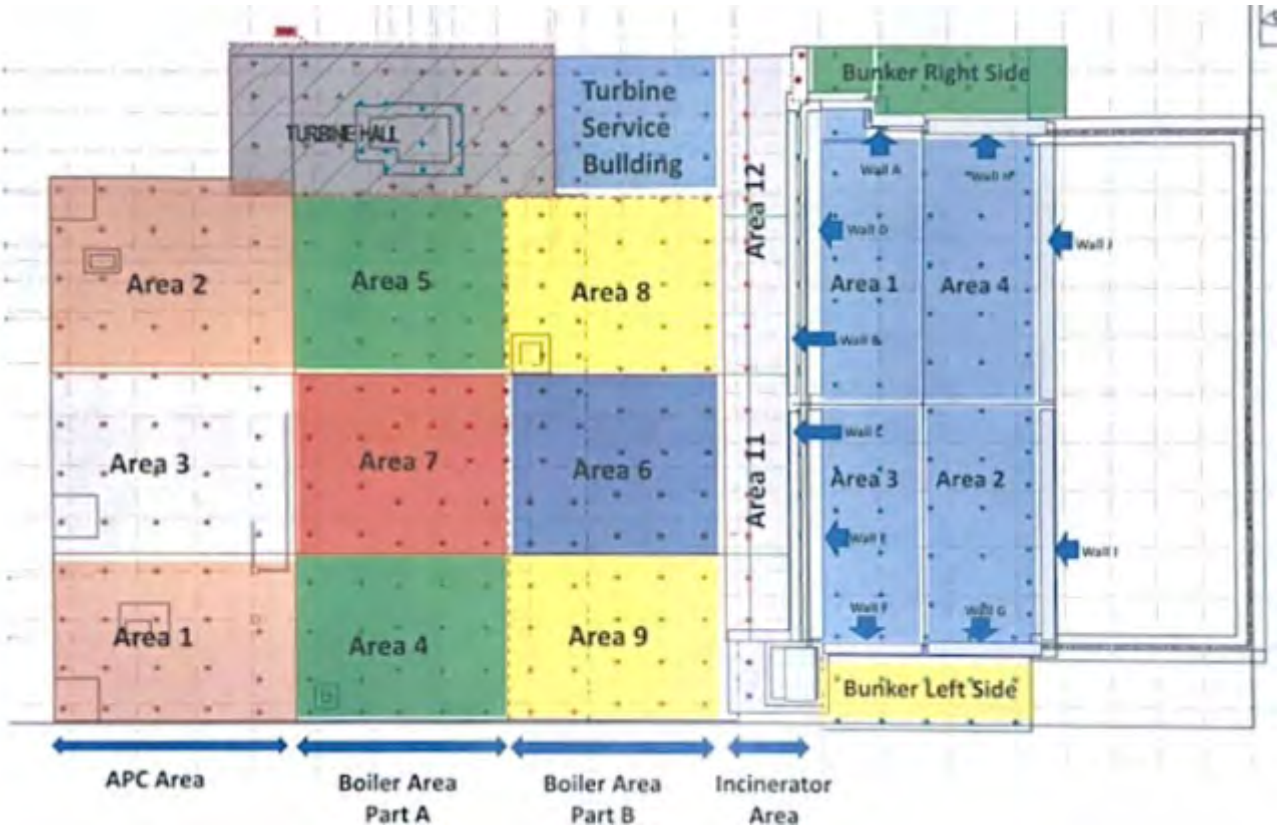 Bunker Right Side
Turbine
Service
Building
TURBINE HALL
Area 12
Wall A
Wall H
Wall D
Wall J
Area 2
Area 5
Area 8
Area 1
Area 4
Wall C
Area 3
Area 7
Area 6
Area 11
Area 3
Area 2
Wall E
Wall I
Wall F
Wall G
Area 1
Area 4
Area 9
Bunker Left Side
APC Area
Boiler Area
Part A
Boiler Area
Part B
Incinerator
Area